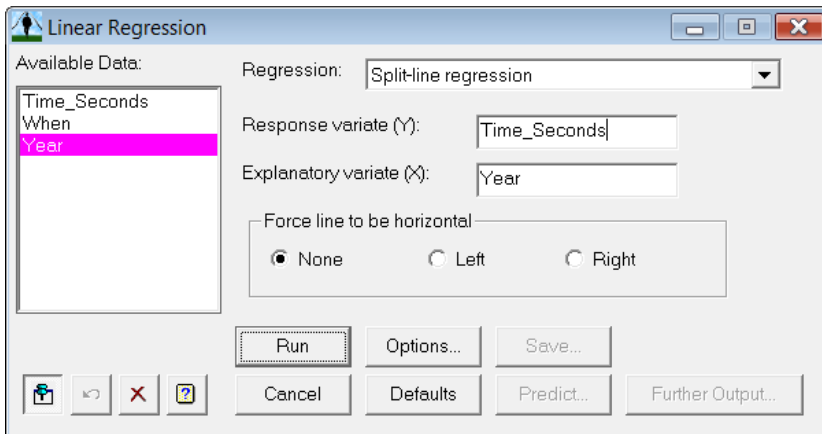 Linear Regression
Available Data:
Time_Seconds
When
Year
Regression: Split-line regression
Response variate (Y): Time_Seconds
Explanatory variate (X): Year
Force line to be horizontal
None Left Right
Run Options... Save...
Cancel Defaults Predict... Further Output...